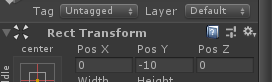 Tag Untagged Layer Default
Rect Transform
center Pos X Pos Y Pos Z
0 -10 0
Width Height